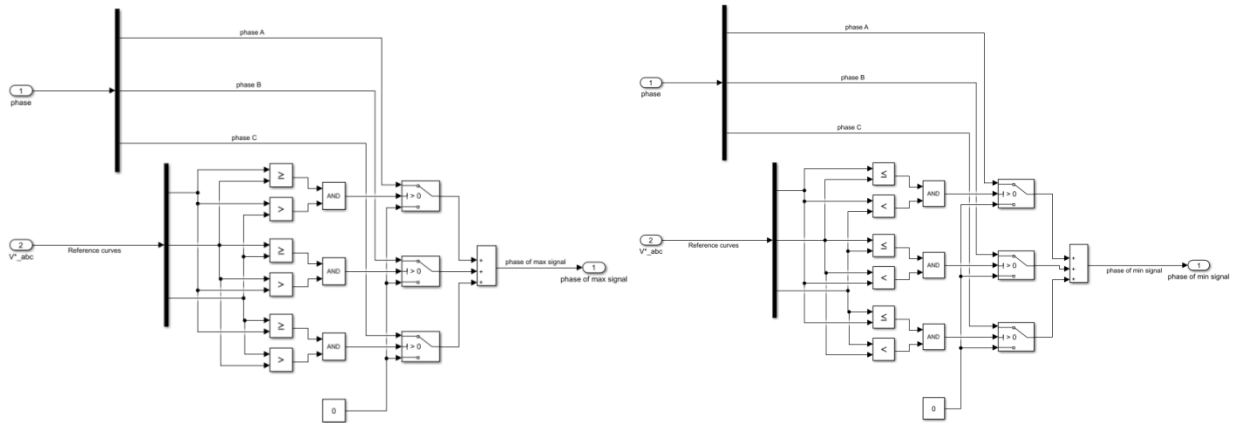 phase A
1
phase
phase B
phase C
≥
AND
> 0
>
2
V*_abc
Reference curves
≥
AND
> 0
>
+
+
+
phase of max signal
1
phase of max signal
≥
AND
> 0
>
0
phase A
1
phase
phase B
phase C
≤
AND
> 0
<
2
V*_abc
Reference curves
≤
AND
> 0
<
+
+
+
phase of min signal
1
phase of min signal
≤
AND
> 0
<
0